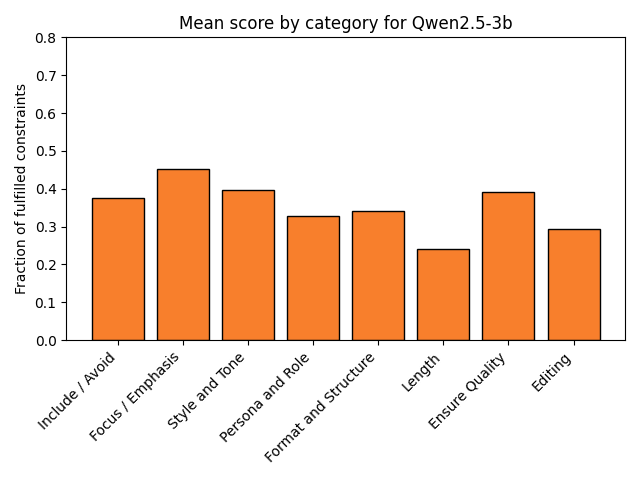 Mean score by category for Qwen2.5-3b
Fraction of fulfilled constraints
0.8
0.7
0.6
0.5
0.4
0.3
0.2
0.1
0.0
Include / Avoid
Focus / Emphasis
Style and Tone
Persona and Role
Format and Structure
Length
Ensure Quality
Editing